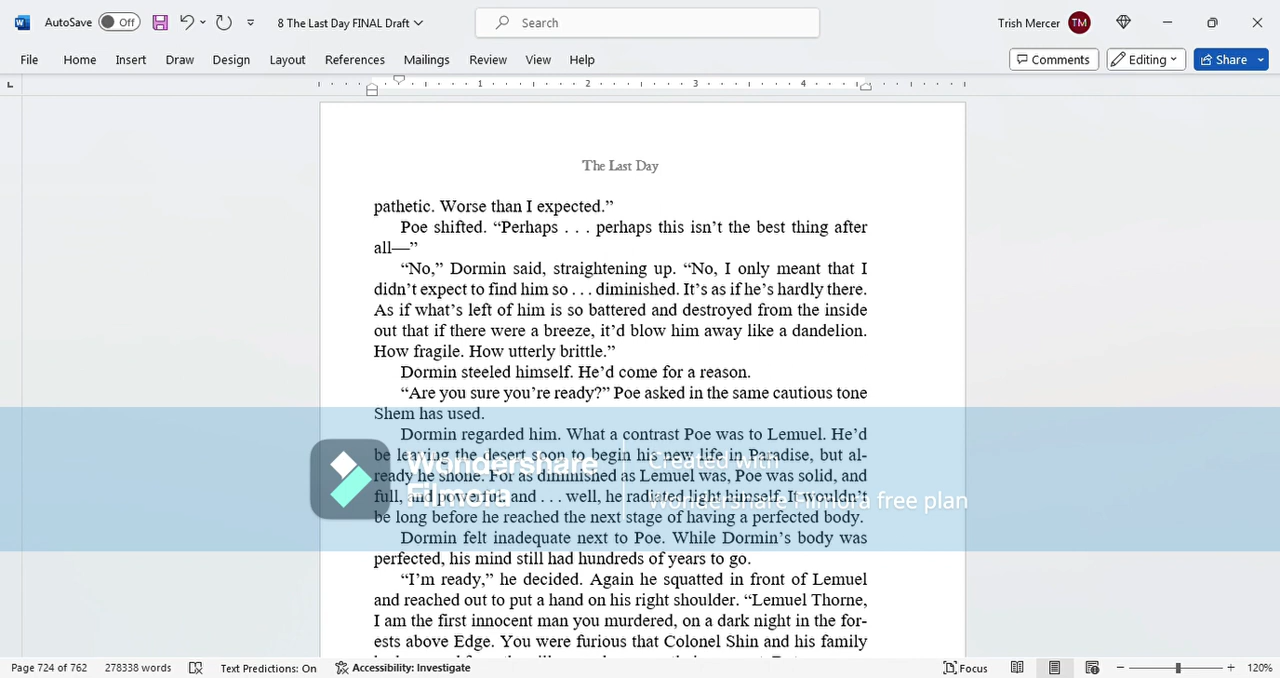 AutoSave Off 8 The Last Day FINAL Draft Search Trish Mercer TM
File Home Insert Draw Design Layout References Mailings Review View Help Comments Editing Share
1 2 3 4
The Last Day
pathetic. Worse than I expected.”
Poe shifted. “Perhaps . . . perhaps this isn’t the best thing after
all—”
“No,” Dormin said, straightening up. “No, I only meant that I
didn’t expect to find him so . . . diminished. It’s as if he’s hardly there.
As if what’s left of him is so battered and destroyed from the inside
out that if there were a breeze, it’d blow him away like a dandelion.
How fragile. How utterly brittle.”
Dormin steeled himself. He’d come for a reason.
“Are you sure you’re ready?” Poe asked in the same cautious tone
Shem has used.
Dormin regarded him. What a contrast Poe was to Lemuel. He’d
be leaving the desert soon to begin his new life in Paradise, but al-
ready he shone. For as diminished as Lemuel was, Poe was solid, and
full, and powerful, and . . . well, he radiated light himself. It wouldn’t
be long before he reached the next stage of having a perfected body.
Wondershare
Filmora
Created with
Wondershare Filmora free plan
Dormin felt inadequate next to Poe. While Dormin’s body was
perfected, his mind still had hundreds of years to go.
“I’m ready,” he decided. Again he squatted in front of Lemuel
and reached out to put a hand on his right shoulder. “Lemuel Thorne,
I am the first innocent man you murdered, on a dark night in the for-
ests above Edge. You were furious that Colonel Shin and his family
Page 724 of 762 278338 words Text Predictions: On Accessibility: Investigate Focus 120%